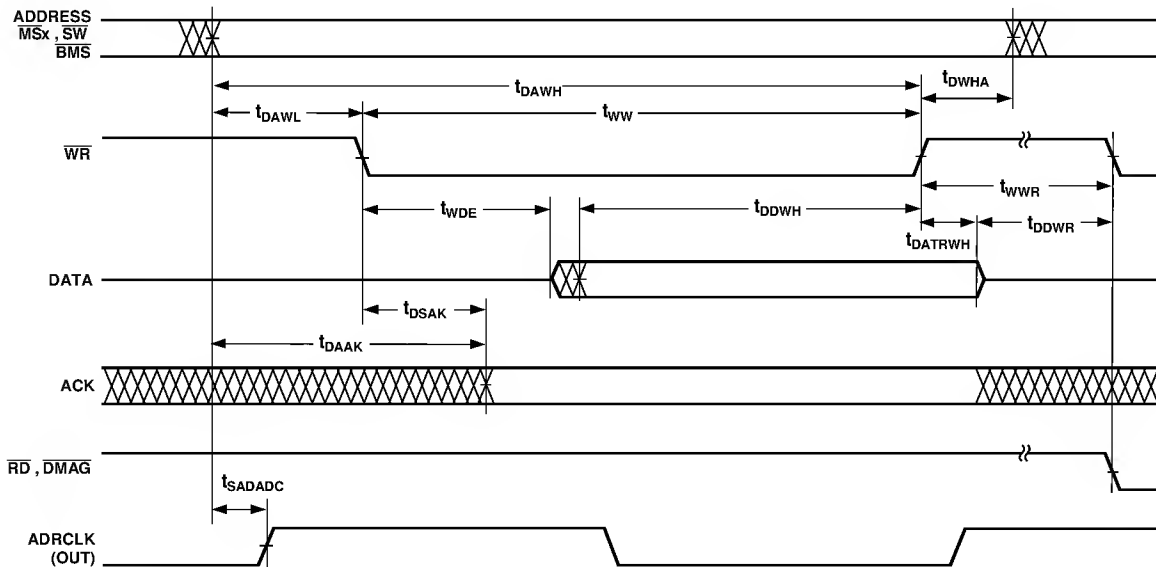 ADDRESS
MSx , SW
BMS
tDAWH
tDWHA
tDAWL
tWW
WR
tWWR
tWDE
tDDWH
tDATRWH
tDDWR
DATA
tDSAK
tDAAK
ACK
RD , DMAG
tSADADC
ADRCLK
(OUT)